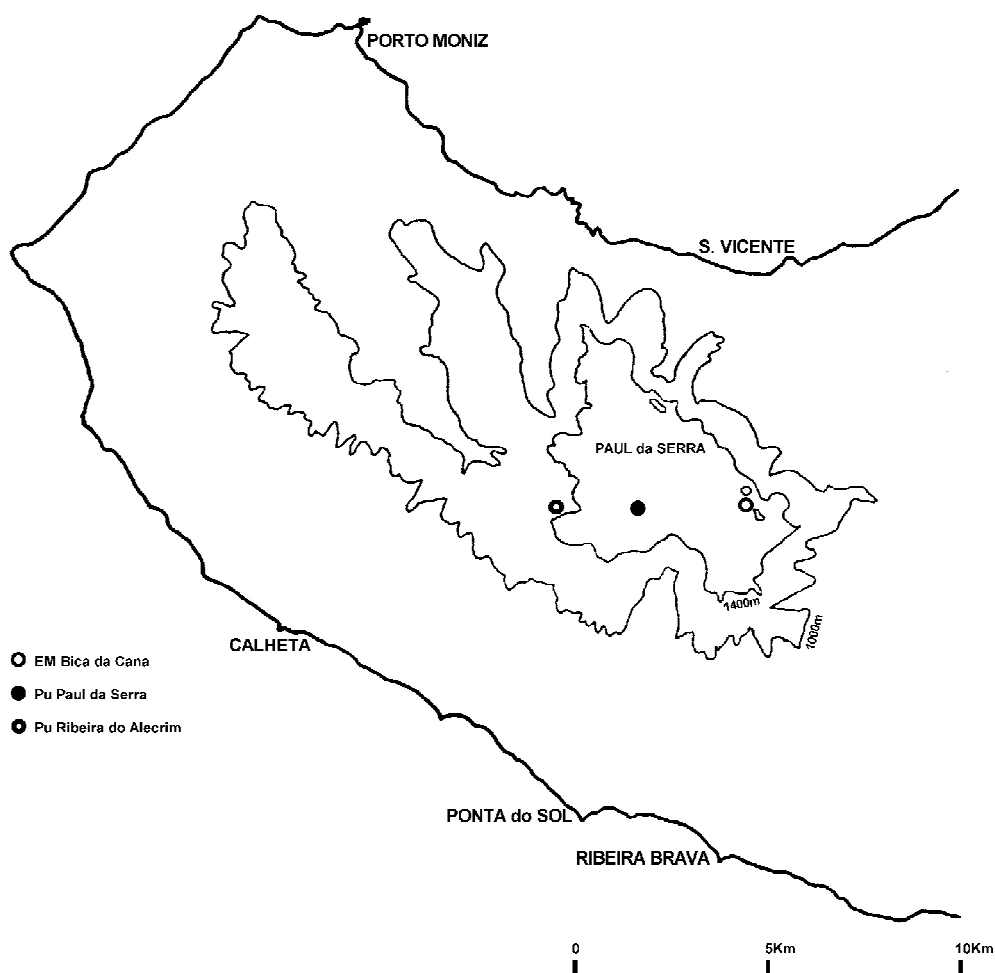 PORTO MONIZ
S. VICENTE
PAUL da SERRA
1400m
1000m
CALHETA
EM Bica da Cana
Pu Paul da Serra
Pu Ribeira do Alecrim
PONTA do SOL
RIBEIRA BRAVA
0 5Km 10Km